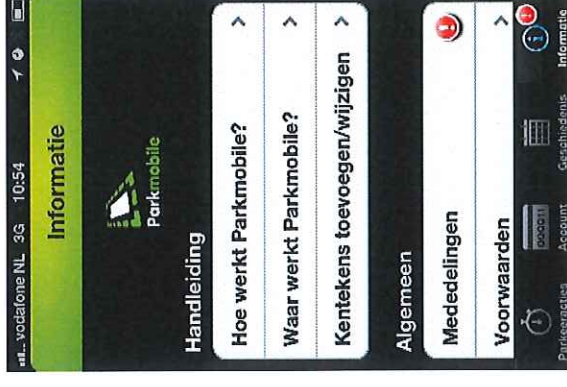 vodafone NL 3G 10:54
Informatie
Parkmobile
Handleiding
Hoe werkt Parkmobile?
Waar werkt Parkmobile?
Kentekens toevoegen/wijzigen
Algemeen
Mededelingen
Voorwaarden
Parkeeracties Account Geschiedenis Informatie